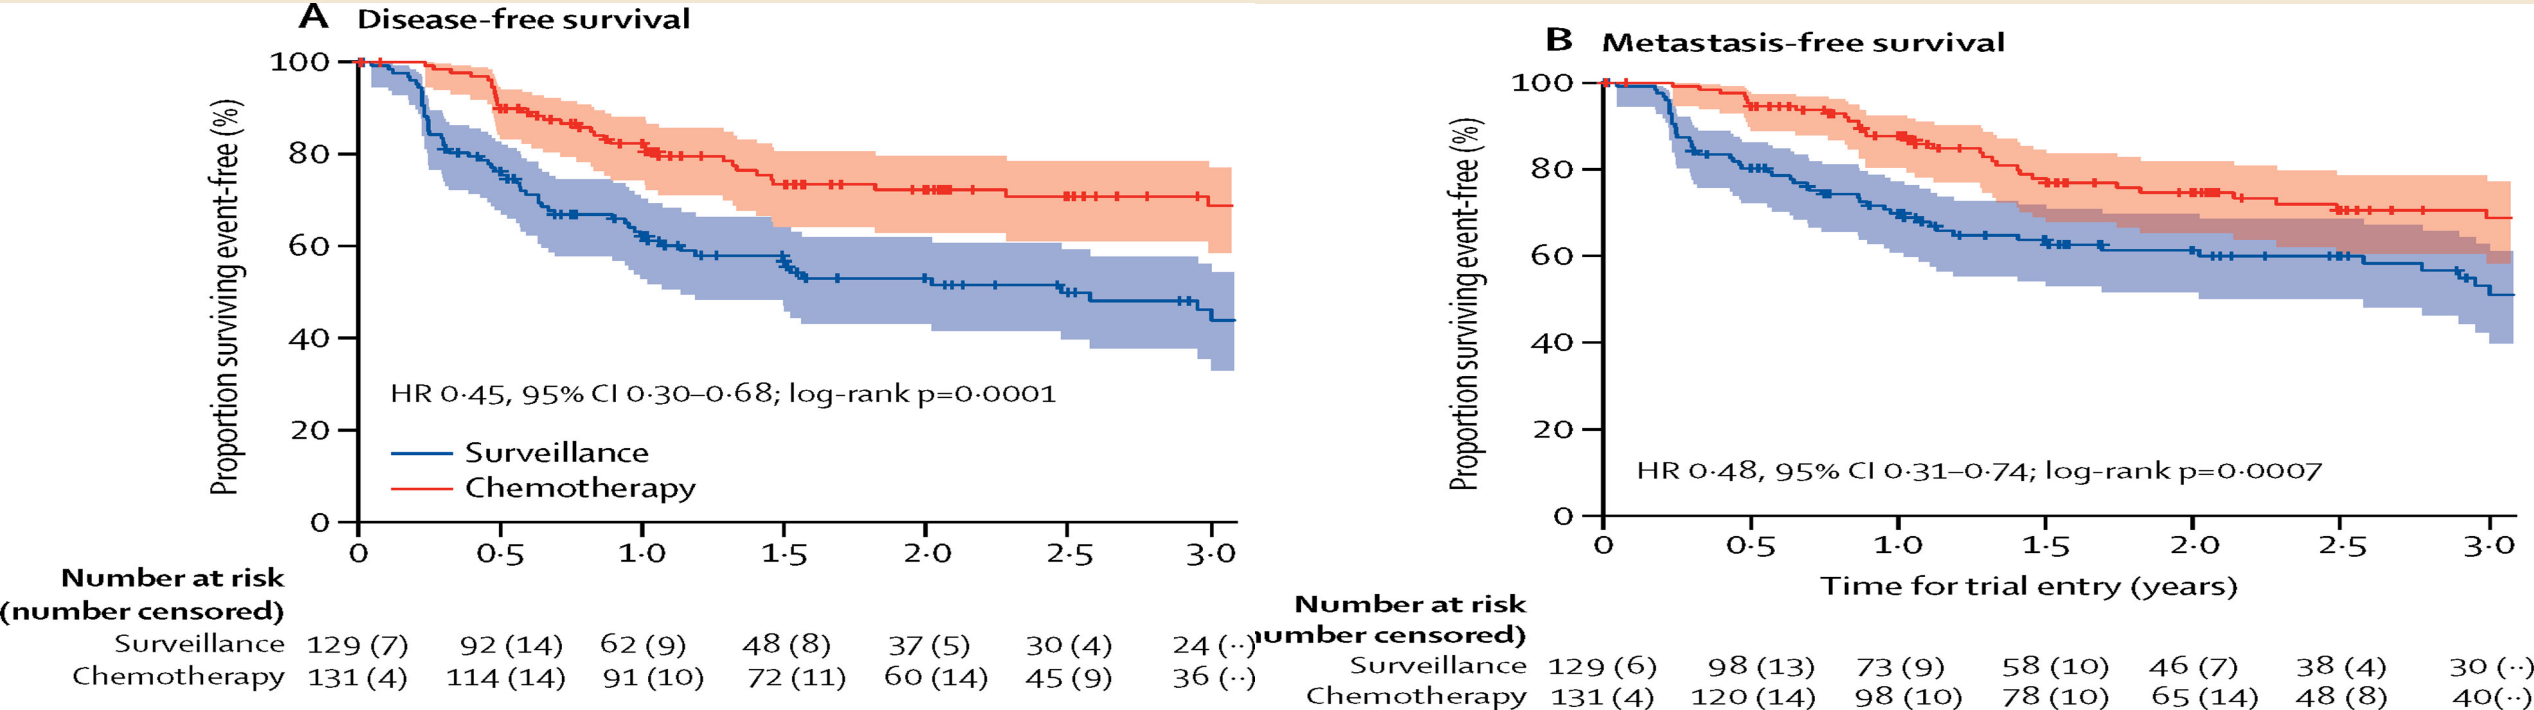 A Disease-free survival
Proportion surviving event-free (%)
100
80
60
40
20
0
HR 0·45, 95% CI 0·30–0·68; log-rank p=0·0001
Surveillance
Chemotherapy
0 0·5 1·0 1·5 2·0 2·5 3·0
Number at risk
(number censored)
Surveillance 129 (7) 92 (14) 62 (9) 48 (8) 37 (5) 30 (4) 24 (··)
Chemotherapy 131 (4) 114 (14) 91 (10) 72 (11) 60 (14) 45 (9) 36 (··)
B Metastasis-free survival
Proportion surviving event-free (%)
100
80
60
40
20
0
HR 0·48, 95% CI 0·31–0·74; log-rank p=0·0007
0 0·5 1·0 1·5 2·0 2·5 3·0
Time for trial entry (years)
Number at risk
number censored)
Surveillance 129 (6) 98 (13) 73 (9) 58 (10) 46 (7) 38 (4) 30 (··)
Chemotherapy 131 (4) 120 (14) 98 (10) 78 (10) 65 (14) 48 (8) 40(··)